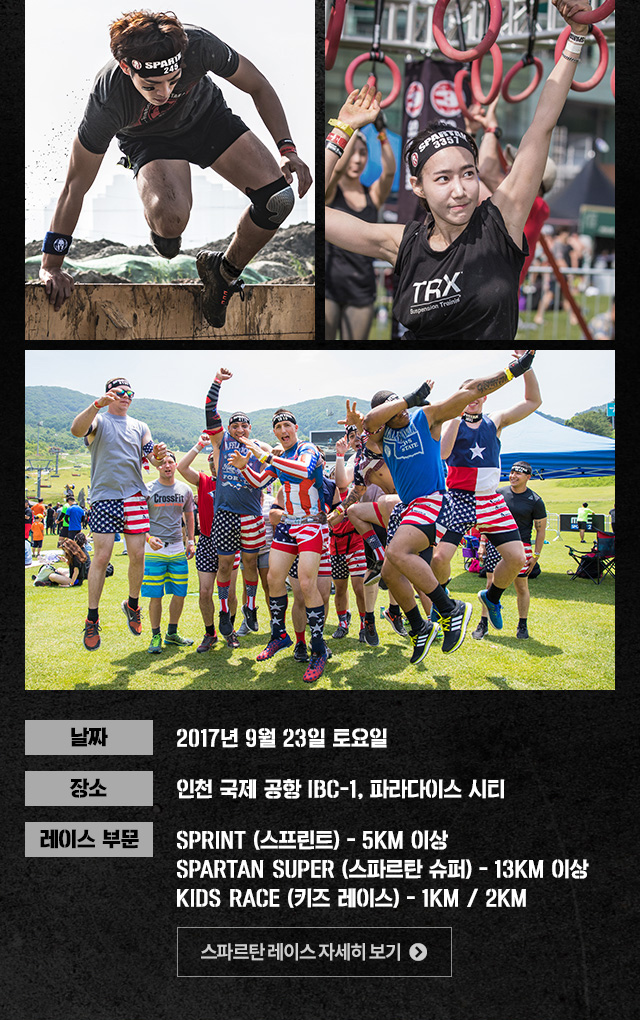 SPARTAN
245
SPARTAN
3357
TRX
Suspension Training
CrossFit
날짜
2017년 9월 23일 토요일
장소
인천 국제 공항 IBC-1, 파라다이스 시티
레이스 부문
SPRINT (스프린트) - 5KM 이상
SPARTAN SUPER (스파르탄 슈퍼) - 13KM 이상
KIDS RACE (키즈 레이스) - 1KM / 2KM
스파르탄 레이스 자세히 보기